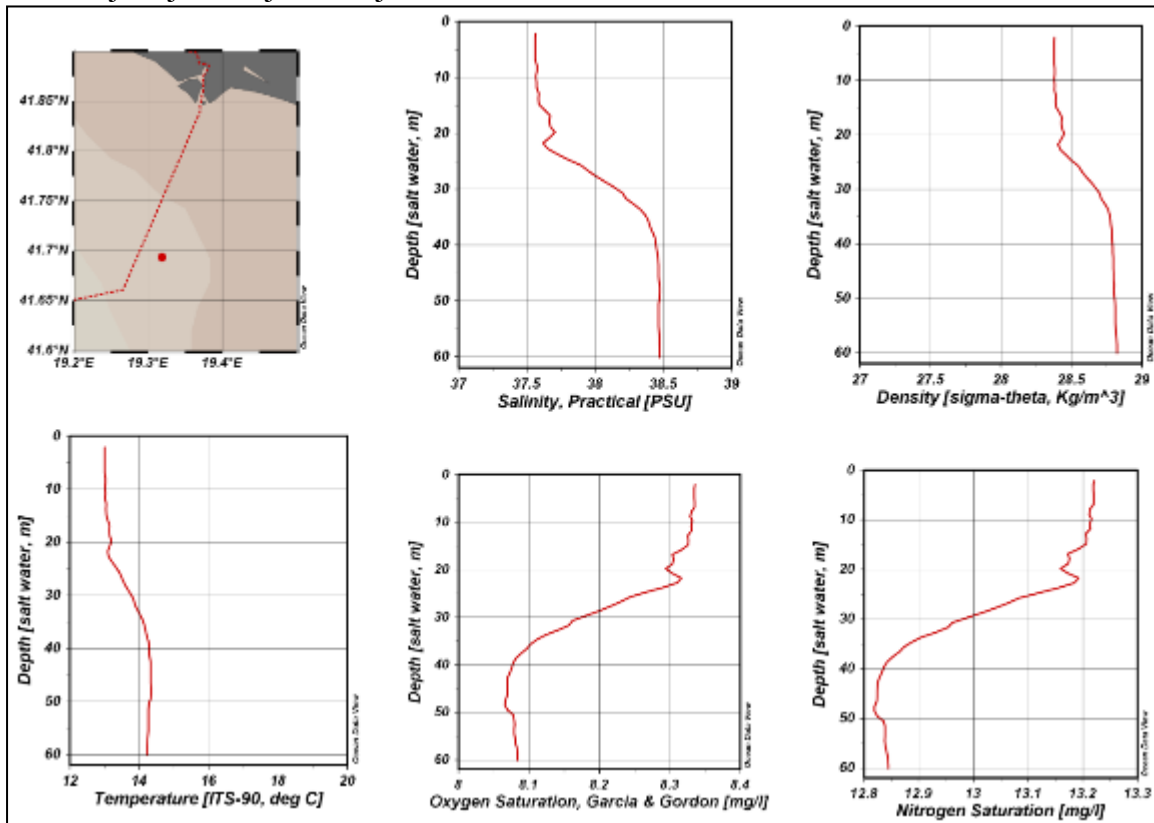 41.85°N
41.8°N
41.75°N
41.7°N
41.65°N
41.6°N
19.2°E
19.3°E
19.4°E
Ocean Data View
0
10
20
30
40
50
60
Depth [salt water, m]
37
37.5
38
38.5
39
Salinity, Practical [PSU]
Ocean Data View
0
10
20
30
40
50
60
Depth [salt water, m]
27
27.5
28
28.5
29
Density [sigma-theta, Kg/m^3]
Ocean Data View
0
10
20
30
40
50
60
Depth [salt water, m]
12
14
16
18
20
Temperature [ITS-90, deg C]
Ocean Data View
0
10
20
30
40
50
60
Depth [salt water, m]
8
8.1
8.2
8.3
8.4
Oxygen Saturation, Garcia & Gordon [mg/l]
Ocean Data View
0
10
20
30
40
50
60
Depth [salt water, m]
12.8
12.9
13
13.1
13.2
13.3
Nitrogen Saturation [mg/l]
Ocean Data View